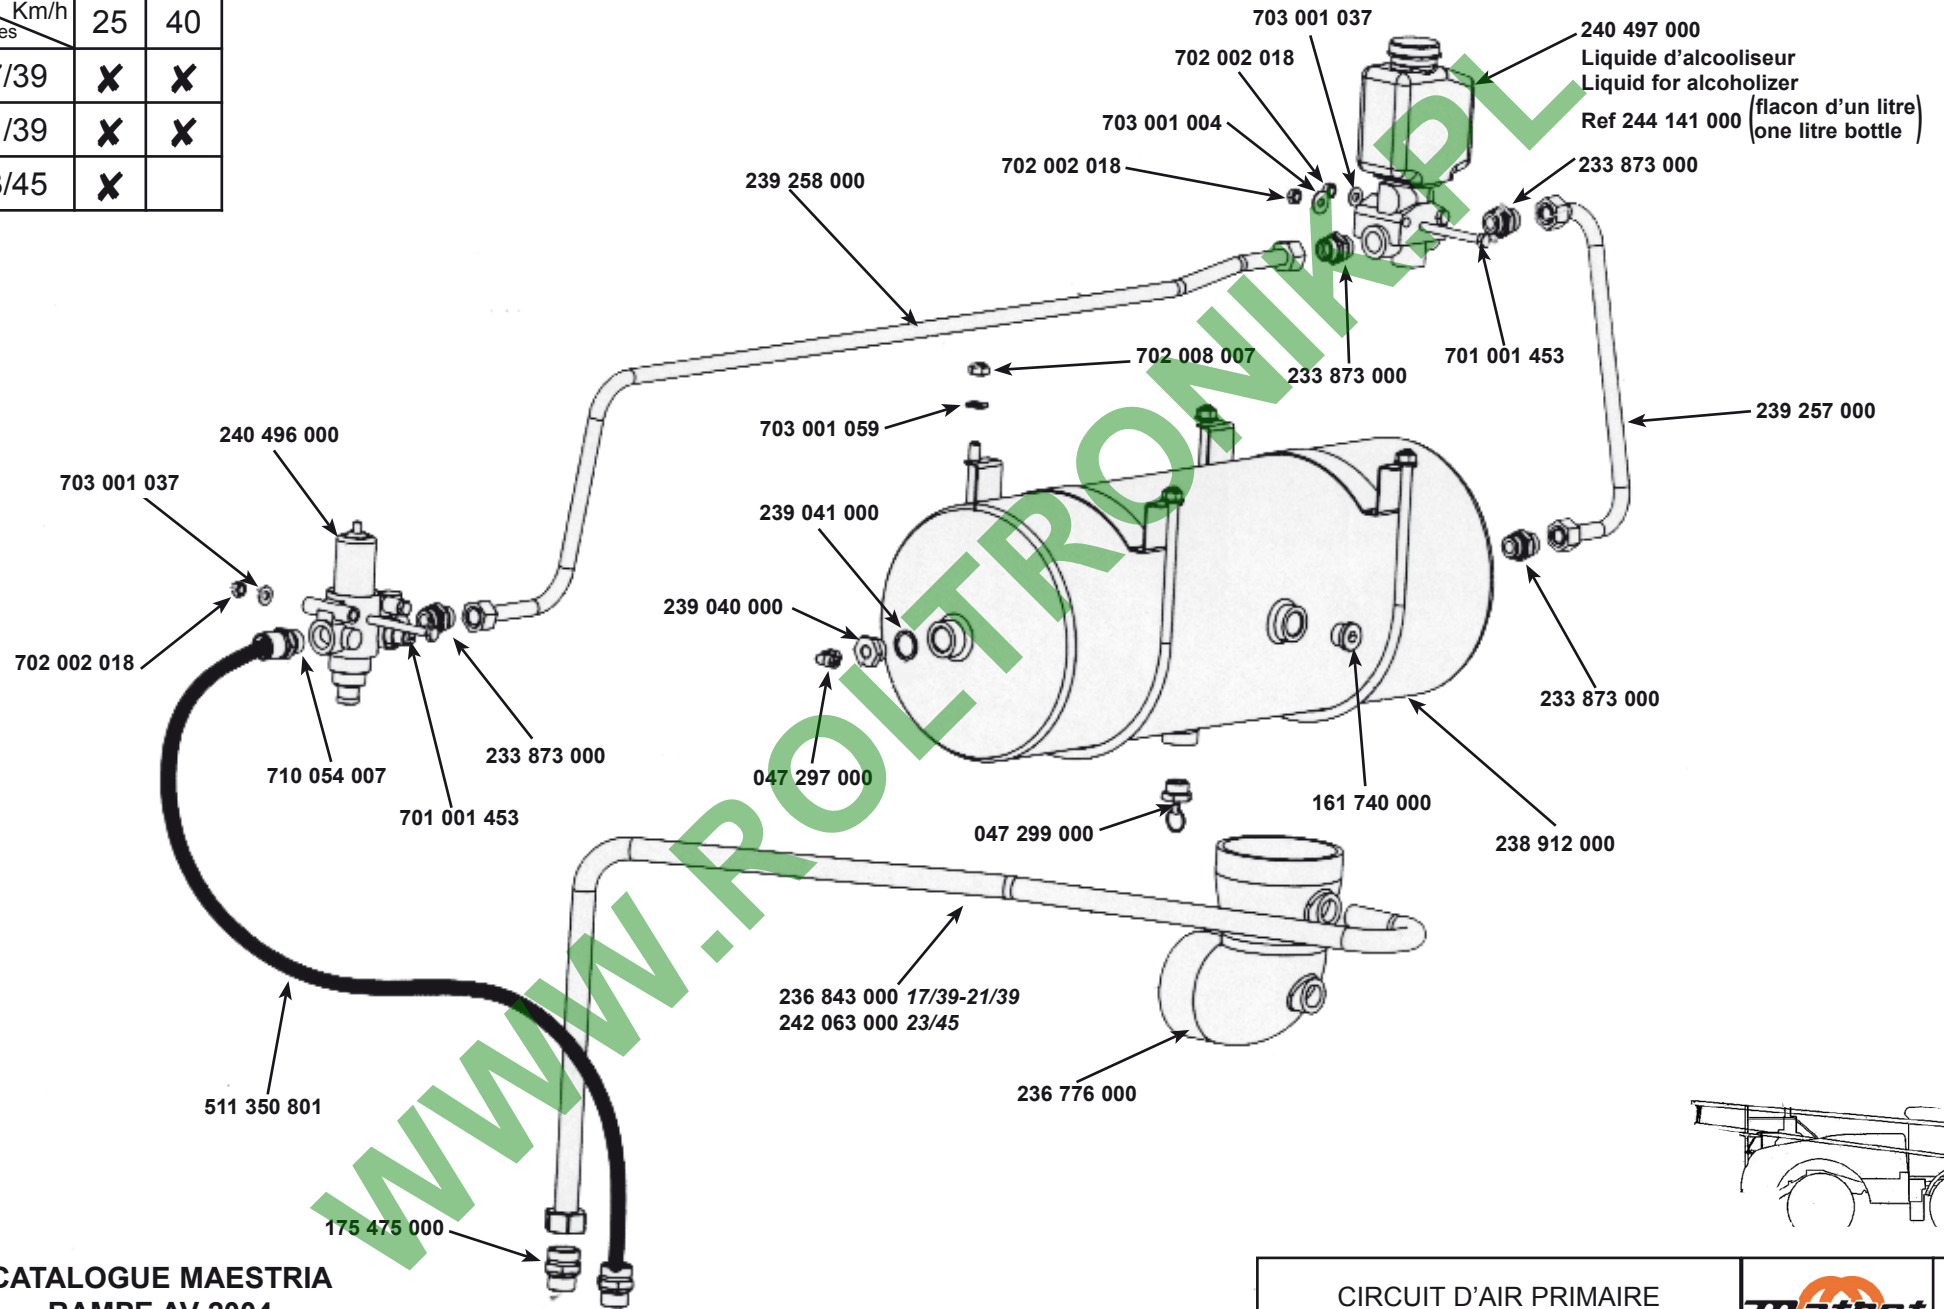 Km/h
es
25
40
/39
/39
/45
703 001 037
702 002 018
703 001 004
702 002 018
240 497 000
Liquide d'alcooliseur
Liquid for alcoholizer
Ref 244 141 000 (flacon d'un litre
one litre bottle)
233 873 000
239 258 000
701 001 453
233 873 000
702 008 007
703 001 059
239 257 000
240 496 000
703 001 037
239 041 000
239 040 000
702 002 018
233 873 000
233 873 000
710 054 007
047 297 000
701 001 453
161 740 000
047 299 000
238 912 000
236 843 000 17/39-21/39
242 063 000 23/45
236 776 000
511 350 801
175 475 000
CATALOGUE MAESTRIA
RAMPE AV 2004
CIRCUIT D'AIR PRIMAIRE
WWW.ROLTRONIK.PL